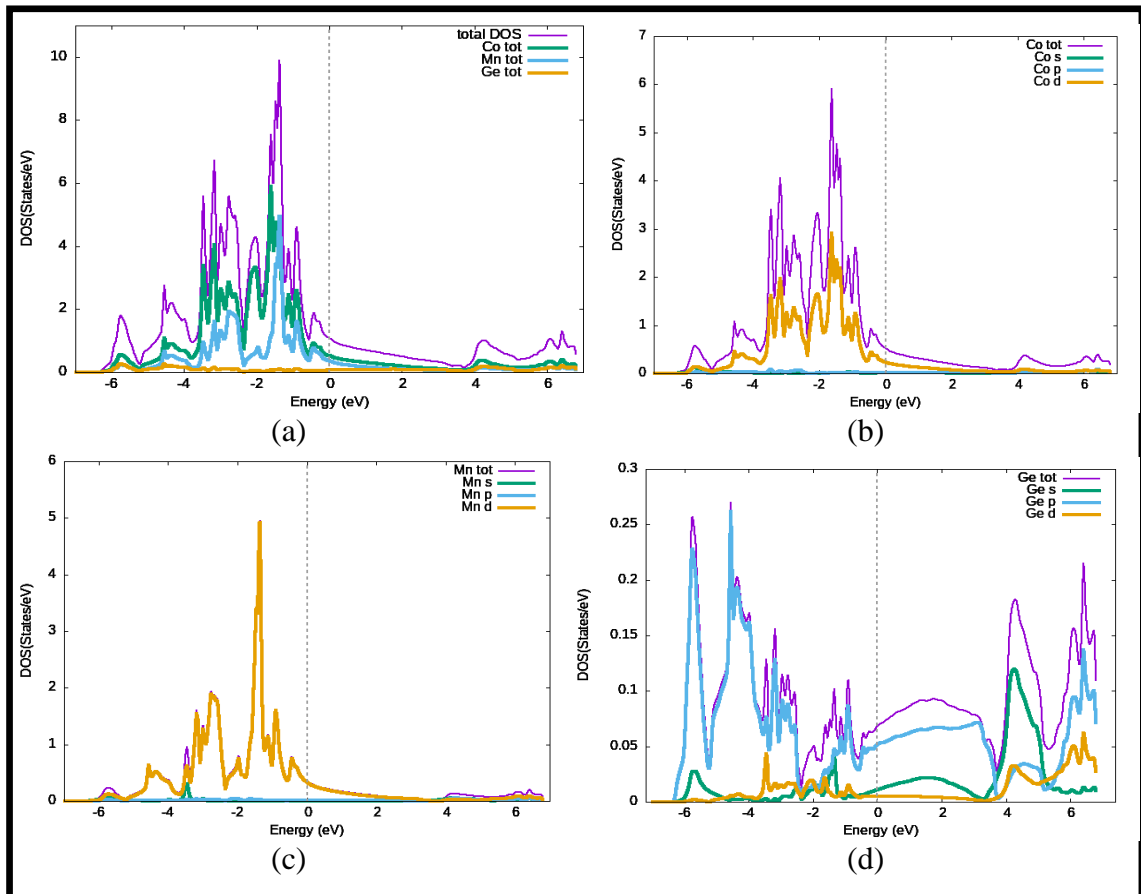 total DOS
Co tot
Mn tot
Ge tot
DOS(States/eV)
10
8
6
4
2
0
-6 -4 -2 0 2 4 6
Energy (eV)
(a)
Co tot
Co s
Co p
Co d
DOS(States/eV)
7
6
5
4
3
2
1
0
-6 -4 -2 0 2 4 6
Energy (eV)
(b)
Mn tot
Mn s
Mn p
Mn d
DOS(States/eV)
6
5
4
3
2
1
0
-6 -4 -2 0 2 4 6
Energy (eV)
(c)
Ge tot
Ge s
Ge p
Ge d
DOS(States/eV)
0.3
0.25
0.2
0.15
0.1
0.05
0
-6 -4 -2 0 2 4 6
Energy (eV)
(d)